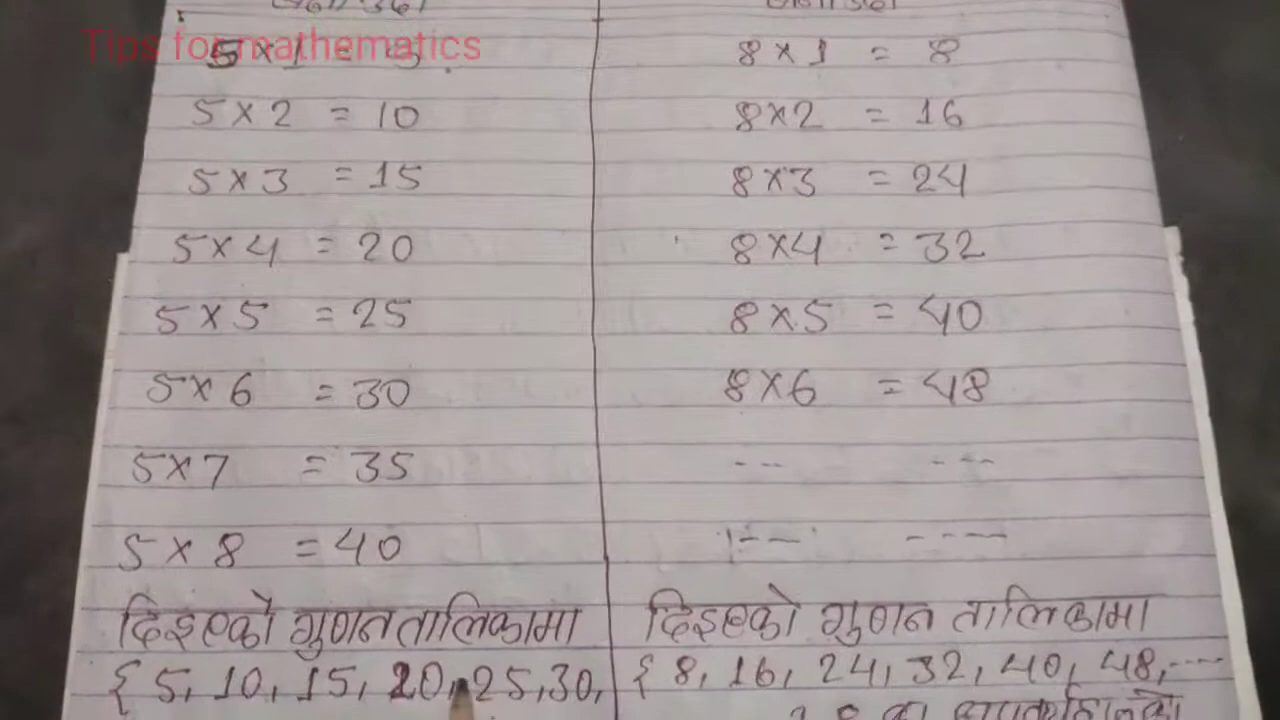 Tips for mathematics
5 × 1 = 5
5 × 2 = 10
5 × 3 = 15
5 × 4 = 20
5 × 5 = 25
5 × 6 = 30
5 × 7 = 35
5 × 8 = 40
दिइएको गुणन तालिकामा
{ 5, 10, 15, 20, 25, 30,
8 × 1 = 8
8 × 2 = 16
8 × 3 = 24
8 × 4 = 32
8 × 5 = 40
8 × 6 = 48
-- ---
--- ----
दिइएको गुणन तालिकामा
{ 8, 16, 24, 32, 40, 48, ----